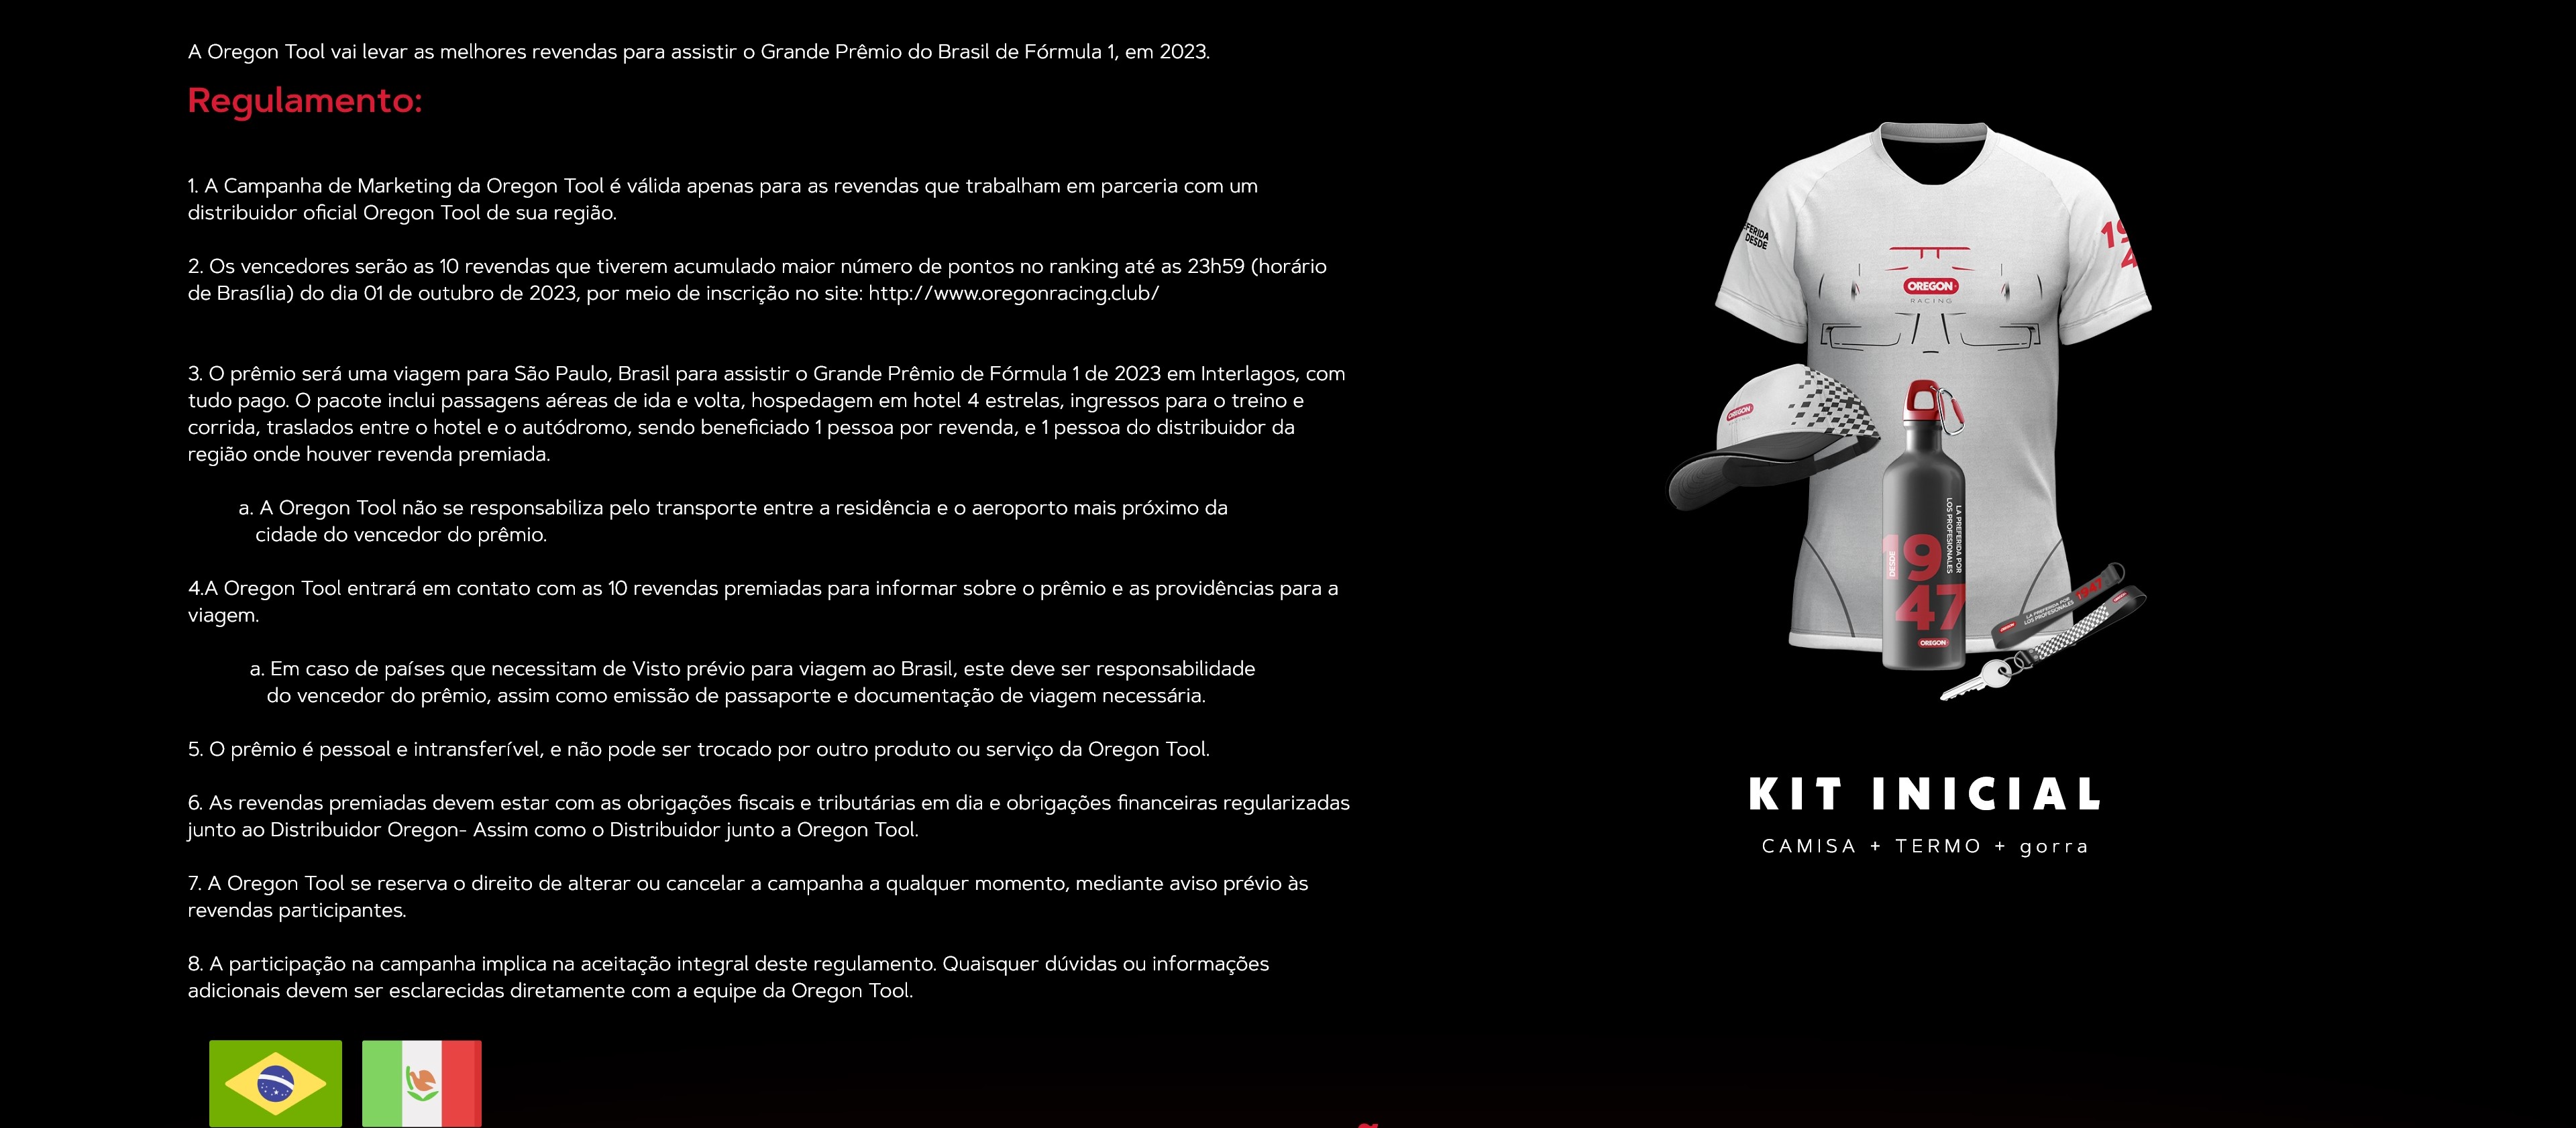 A Oregon Tool vai levar as melhores revendas para assistir o Grande Prêmio do Brasil de Fórmula 1, em 2023.
Regulamento:
1. A Campanha de Marketing da Oregon Tool é válida apenas para as revendas que trabalham em parceria com um
distribuidor oficial Oregon Tool de sua região.
2. Os vencedores serão as 10 revendas que tiverem acumulado maior número de pontos no ranking até as 23h59 (horário
de Brasília) do dia 01 de outubro de 2023, por meio de inscrição no site: http://www.oregonracing.club/
3. O prêmio será uma viagem para São Paulo, Brasil para assistir o Grande Prêmio de Fórmula 1 de 2023 em Interlagos, com
tudo pago. O pacote inclui passagens aéreas de ida e volta, hospedagem em hotel 4 estrelas, ingressos para o treino e
corrida, traslados entre o hotel e o autódromo, sendo beneficiado 1 pessoa por revenda, e 1 pessoa do distribuidor da
região onde houver revenda premiada.
a. A Oregon Tool não se responsabiliza pelo transporte entre a residência e o aeroporto mais próximo da
cidade do vencedor do prêmio.
4.A Oregon Tool entrará em contato com as 10 revendas premiadas para informar sobre o prêmio e as providências para a
viagem.
a. Em caso de países que necessitam de Visto prévio para viagem ao Brasil, este deve ser responsabilidade
do vencedor do prêmio, assim como emissão de passaporte e documentação de viagem necessária.
5. O prêmio é pessoal e intransferível, e não pode ser trocado por outro produto ou serviço da Oregon Tool.
6. As revendas premiadas devem estar com as obrigações fiscais e tributárias em dia e obrigações financeiras regularizadas
junto ao Distribuidor Oregon- Assim como o Distribuidor junto a Oregon Tool.
7. A Oregon Tool se reserva o direito de alterar ou cancelar a campanha a qualquer momento, mediante aviso prévio às
revendas participantes.
8. A participação na campanha implica na aceitação integral deste regulamento. Quaisquer dúvidas ou informações
adicionais devem ser esclarecidas diretamente com a equipe da Oregon Tool.
FERIDA
DESDE
19
4
OREGON
RACING
OREGON
LA PREFERIDA POR
LOS PROFESIONALES
DESDE
19
47
OREGON
LA PREFERIDA POR
LOS PROFESIONALES
1947
KIT INICIAL
CAMISA + TERMO + gorra